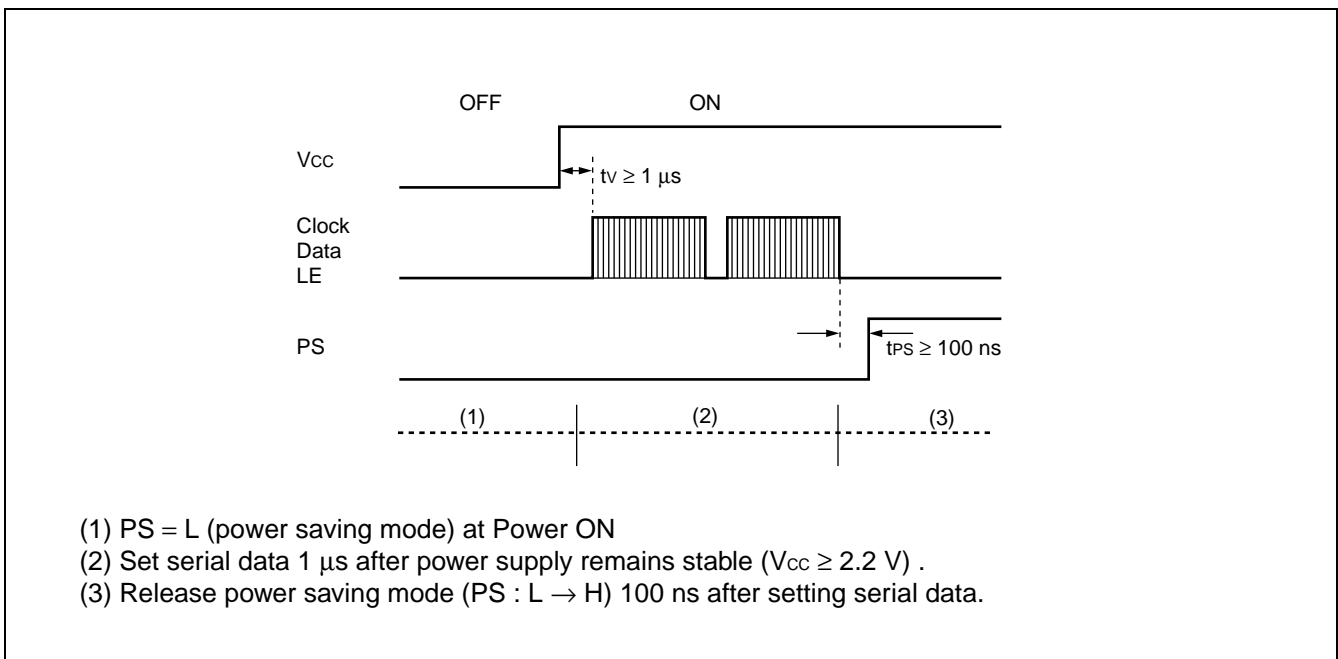 OFF ON
VCC
tV ≥ 1 μs
Clock
Data
LE
PS
tPS ≥ 100 ns
(1) (2) (3)
(1) PS = L (power saving mode) at Power ON
(2) Set serial data 1 μs after power supply remains stable (VCC ≥ 2.2 V) .
(3) Release power saving mode (PS : L → H) 100 ns after setting serial data.